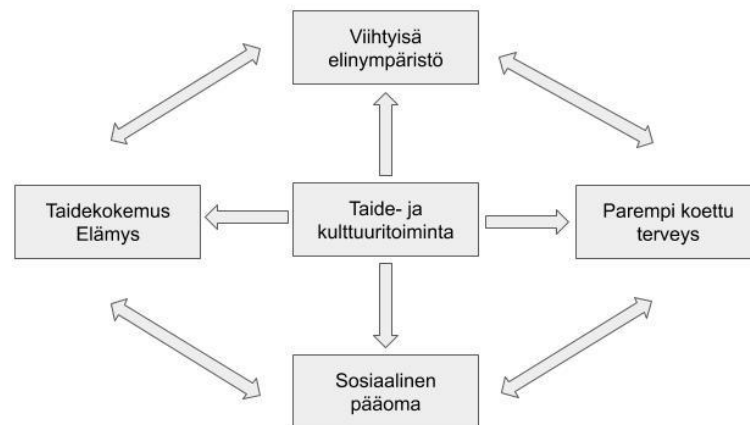 Viihtyisä
elinympäristö
Taidekokemus
Elämys
Taide- ja
kulttuuritoiminta
Parempi koettu
terveys
Sosiaalinen
pääoma